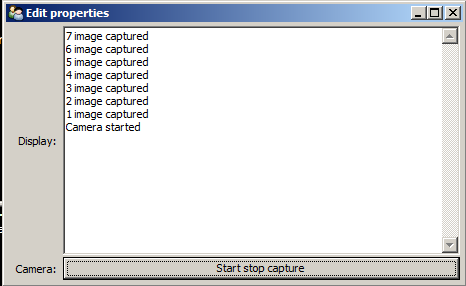 Edit properties
7 image captured
6 image captured
5 image captured
4 image captured
3 image captured
2 image captured
1 image captured
Camera started
Display:
Camera:
Start stop capture